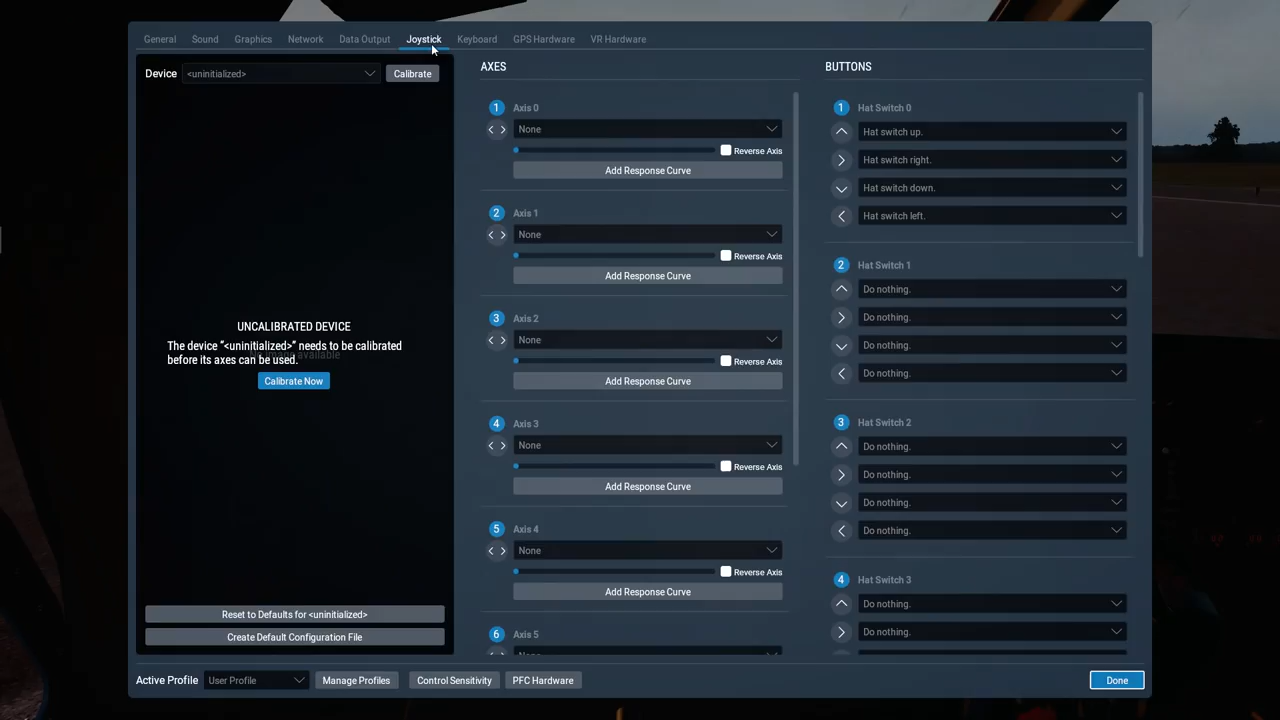 General Sound Graphics Network Data Output Joystick Keyboard GPS Hardware VR Hardware
Device <uninitialized> Calibrate
UNCALIBRATED DEVICE
The device "<uninitialized>" needs to be calibrated
before its axes can be used.
No image available
Calibrate Now
Reset to Defaults for <uninitialized>
Create Default Configuration File
AXES
1 Axis 0
None
Reverse Axis
Add Response Curve
2 Axis 1
None
Reverse Axis
Add Response Curve
3 Axis 2
None
Reverse Axis
Add Response Curve
4 Axis 3
None
Reverse Axis
Add Response Curve
5 Axis 4
None
Reverse Axis
Add Response Curve
6 Axis 5
None
BUTTONS
1 Hat Switch 0
Hat switch up.
Hat switch right.
Hat switch down.
Hat switch left.
2 Hat Switch 1
Do nothing.
Do nothing.
Do nothing.
Do nothing.
3 Hat Switch 2
Do nothing.
Do nothing.
Do nothing.
Do nothing.
4 Hat Switch 3
Do nothing.
Do nothing.
Active Profile User Profile Manage Profiles Control Sensitivity PFC Hardware Done